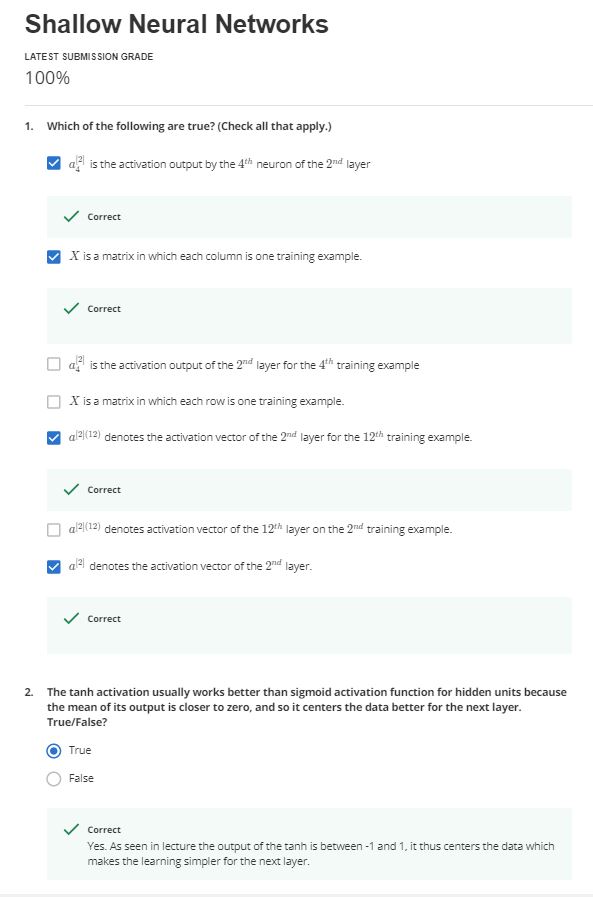 Shallow Neural Networks
LATEST SUBMISSION GRADE
100%
1. Which of the following are true? (Check all that apply.)
a₄^[2] is the activation output by the 4^th neuron of the 2^nd layer
Correct
X is a matrix in which each column is one training example.
Correct
a₄^[2] is the activation output of the 2^nd layer for the 4^th training example
X is a matrix in which each row is one training example.
a^[2](12) denotes the activation vector of the 2^nd layer for the 12^th training example.
Correct
a^[2](12) denotes activation vector of the 12^th layer on the 2^nd training example.
a^[2] denotes the activation vector of the 2^nd layer.
Correct
2. The tanh activation usually works better than sigmoid activation function for hidden units because
the mean of its output is closer to zero, and so it centers the data better for the next layer.
True/False?
True
False
Correct
Yes. As seen in lecture the output of the tanh is between -1 and 1, it thus centers the data which
makes the learning simpler for the next layer.